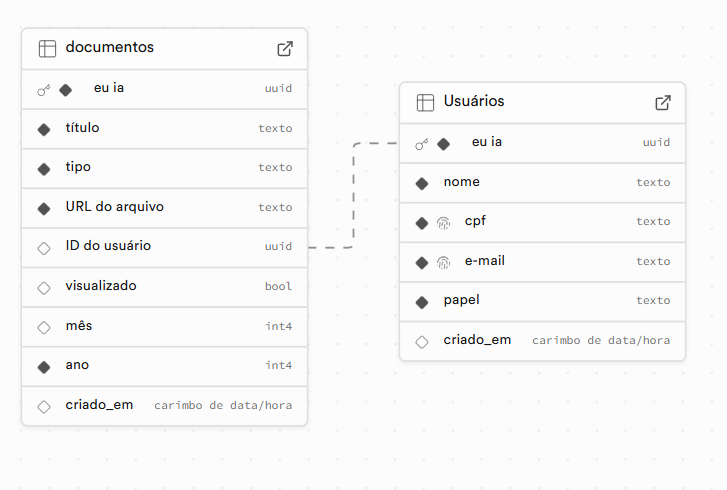 documentos
eu ia uuid
título texto
tipo texto
URL do arquivo texto
ID do usuário uuid
visualizado bool
mês int4
ano int4
criado_em carimbo de data/hora
Usuários
eu ia uuid
nome texto
cpf texto
e-mail texto
papel texto
criado_em carimbo de data/hora